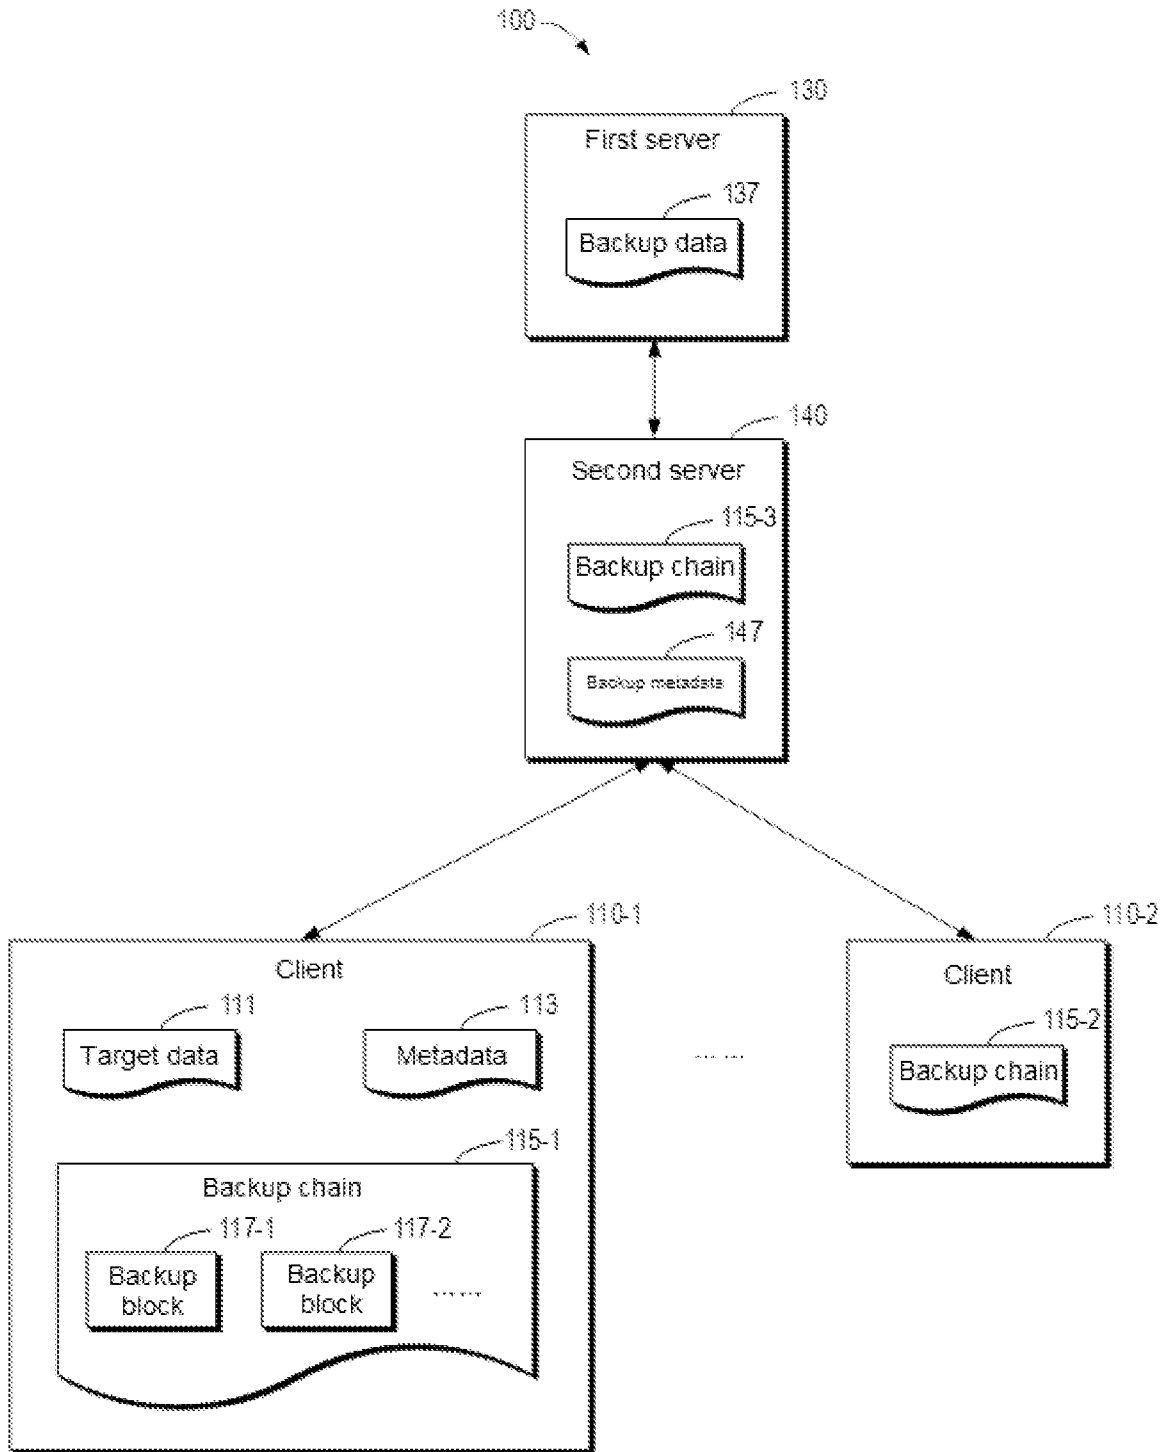 100
130
First server
137
Backup data
140
Second server
115-3
Backup chain
147
Backup metadata
110-1
Client
111
Target data
113
Metadata
......
110-2
Client
115-2
Backup chain
115-1
Backup chain
117-1
Backup
block
117-2
Backup
block
......